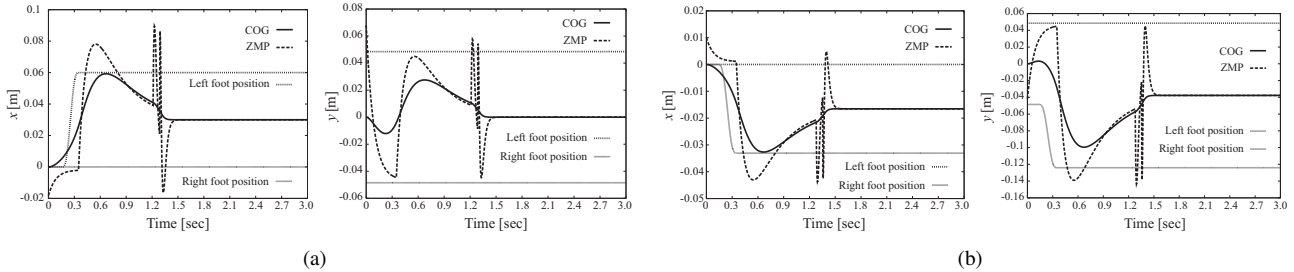 0.1
0.08
0.06
0.04
0.02
0
-0.02
x [m]
COG
ZMP
Left foot position
Right foot position
0 0.3 0.6 0.9 1.2 1.5 1.8 2.1 2.4 2.7 3.0
Time [sec]
0.08
0.06
0.04
0.02
0
-0.02
-0.04
0.06
y [m]
COG
ZMP
Left foot position
Right foot position
0 0.3 0.6 0.9 1.2 1.5 1.8 2.1 2.4 2.7 3.0
Time [sec]
(a)
0.02
0.01
0
-0.01
-0.02
-0.03
-0.04
-0.05
x [m]
COG
ZMP
Left foot position
Right foot position
0 0.3 0.6 0.9 1.2 1.5 1.8 2.1 2.4 2.7 3.0
Time [sec]
0.06
0.04
0.02
0
-0.02
-0.04
-0.06
-0.08
-0.1
-0.12
-0.14
-0.16
y [m]
COG
ZMP
Left foot position
Right foot position
0 0.3 0.6 0.9 1.2 1.5 1.8 2.1 2.4 2.7 3.0
Time [sec]
(b)